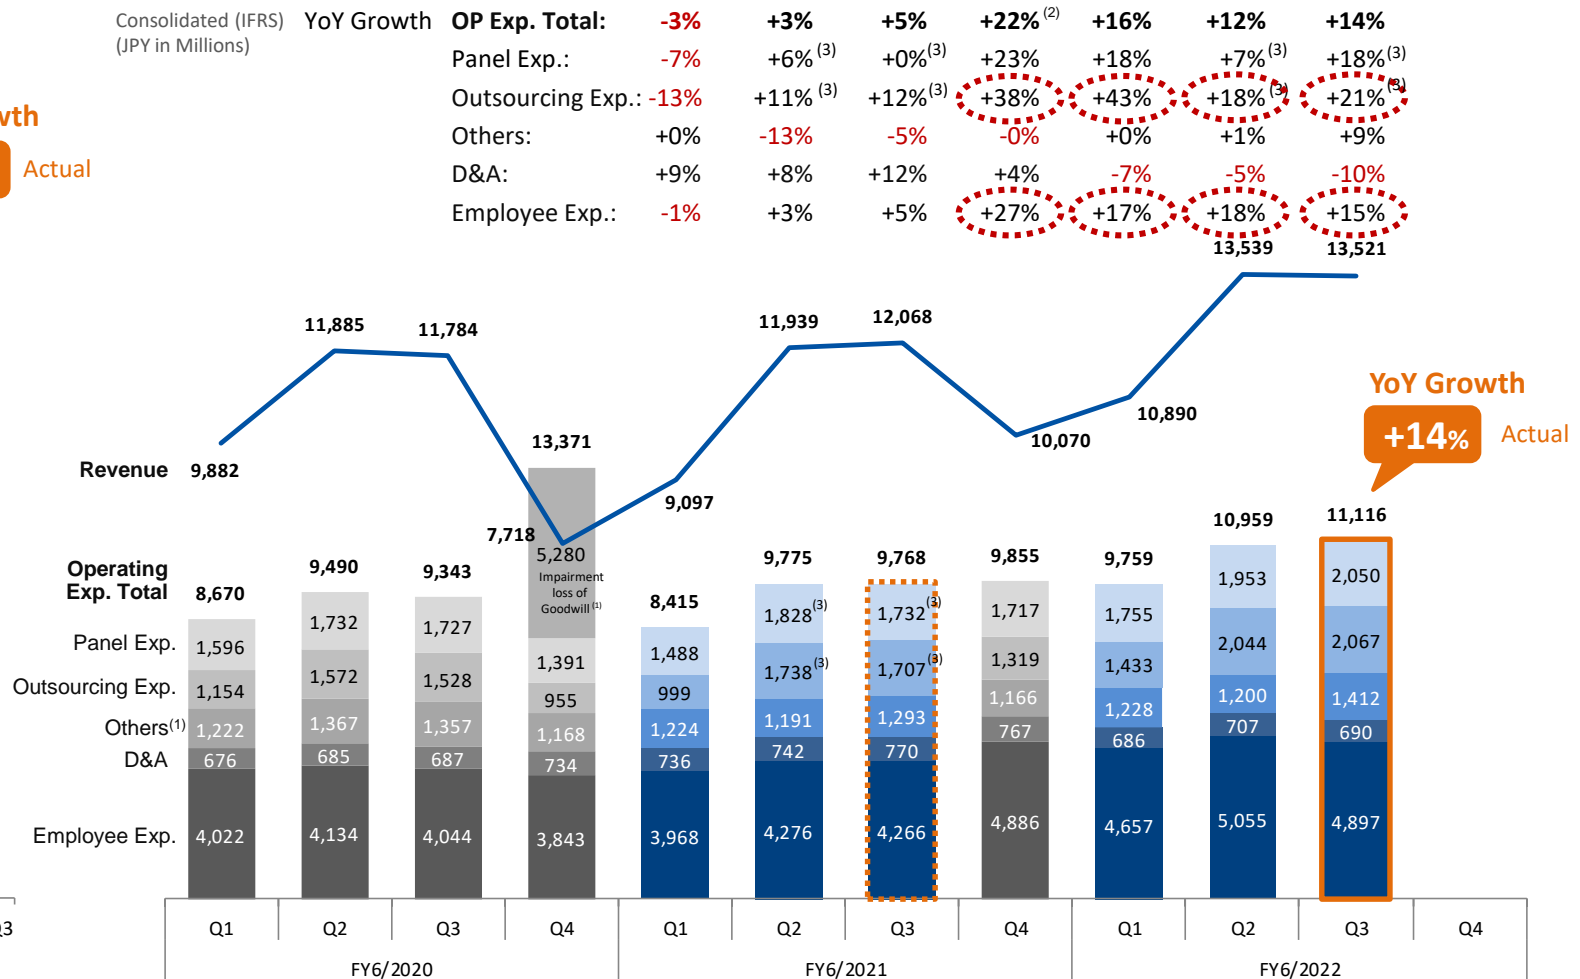 Consolidated (IFRS)
(JPY in Millions)
YoY Growth
OP Exp. Total: -3% +3% +5% +22% (2) +16% +12% +14%
Panel Exp.: -7% +6% (3) +0% (3) +23% +18% +7% (3) +18% (3)
Outsourcing Exp.: -13% +11% (3) +12% (3) +38% +43% +18% (3) +21% (3)
Others: +0% -13% -5% -0% +0% +1% +9%
D&A: +9% +8% +12% +4% -7% -5% -10%
Employee Exp.: -1% +3% +5% +27% +17% +18% +15%
wth
Actual
Revenue 9,882 11,885 11,784 7,718 9,097 11,939 12,068 10,070 10,890 13,539 13,521
YoY Growth
+14% Actual
Operating
Exp. Total
8,670 9,490 9,343 13,371 8,415 9,775 9,768 9,855 9,759 10,959 11,116
5,280
Impairment
loss of
Goodwill (1)
Panel Exp. 1,596 1,732 1,727 1,391 1,488 1,828 (3) 1,732 (3) 1,717 1,755 1,953 2,050
Outsourcing Exp. 1,154 1,572 1,528 955 999 1,738 (3) 1,707 (3) 1,319 1,433 2,044 2,067
Others (1) 1,222 1,367 1,357 1,168 1,224 1,191 1,293 1,166 1,228 1,200 1,412
D&A 676 685 687 734 736 742 770 767 686 707 690
Employee Exp. 4,022 4,134 4,044 3,843 3,968 4,276 4,266 4,886 4,657 5,055 4,897
Q3 Q1 Q2 Q3 Q4 Q1 Q2 Q3 Q4 Q1 Q2 Q3 Q4
FY6/2020 FY6/2021 FY6/2022